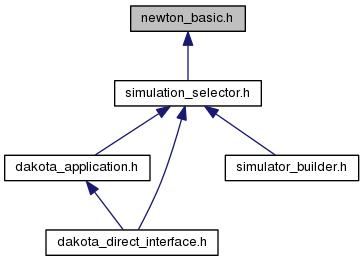 newton_basic.h
simulation_selector.h
dakota_application.h
simulator_builder.h
dakota_direct_interface.h